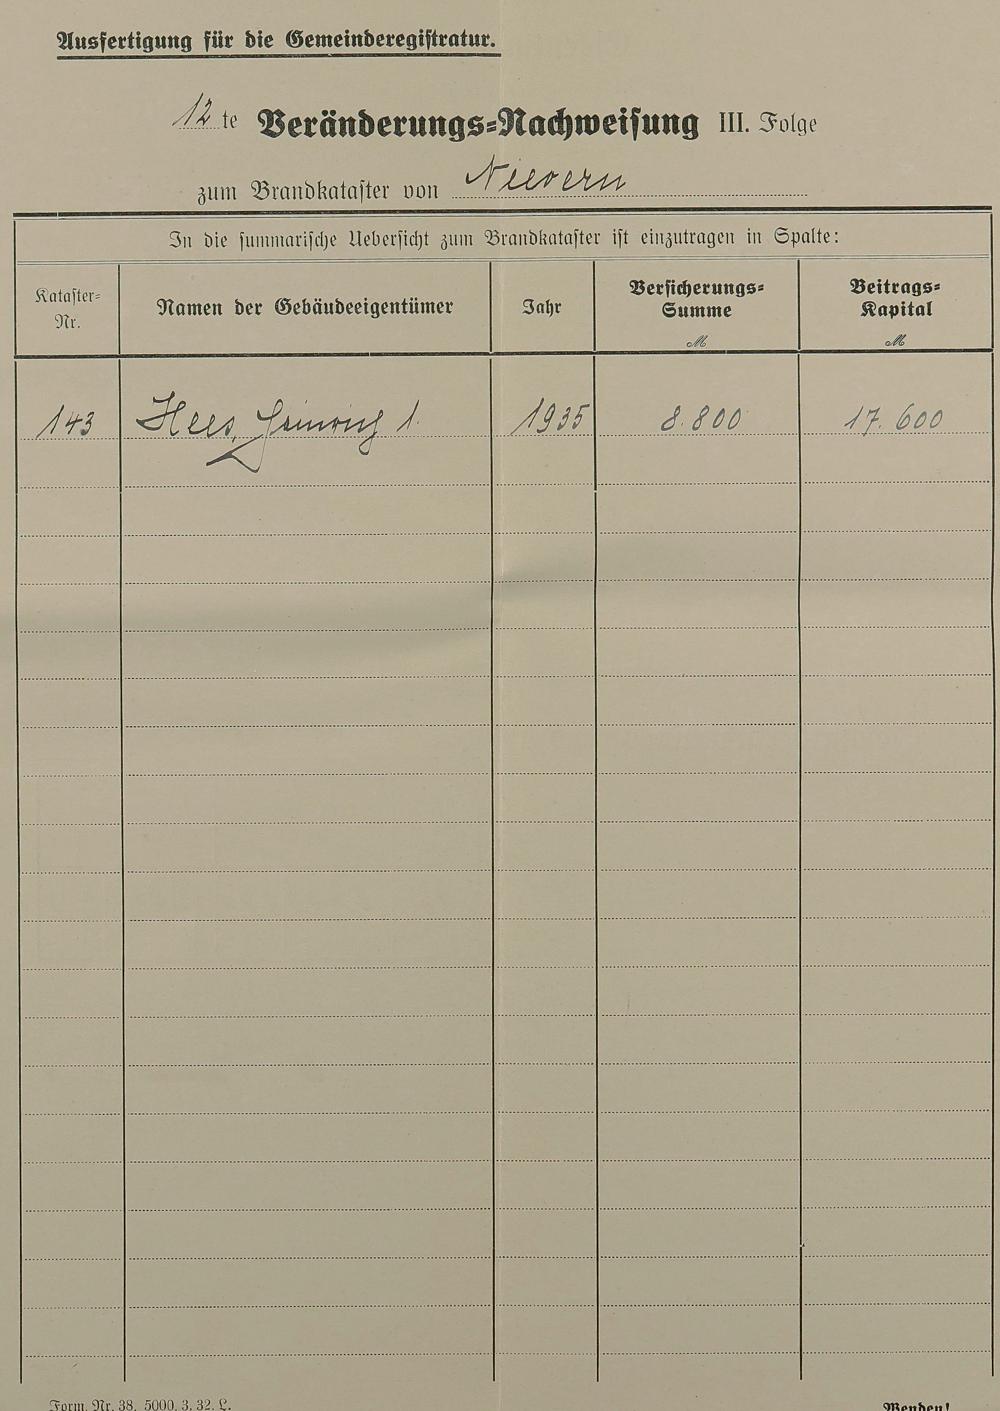 Ausfertigung für die Gemeinderegistratur.
12te Veränderungs=Nachweisung III. Folge
zum Brandkataster von Nievern
In die summarische Uebersicht zum Brandkataster ist einzutragen in Spalte:
Kataster=
Nr.
Namen der Gebäudeeigentümer
Jahr
Versicherungs=
Summe
M
Beitrags=
Kapital
M
143 Hees, Heinrich 1. 1935 8.800 17.600
Form. Nr. 38. 5000. 3. 32. L.
Wenden!